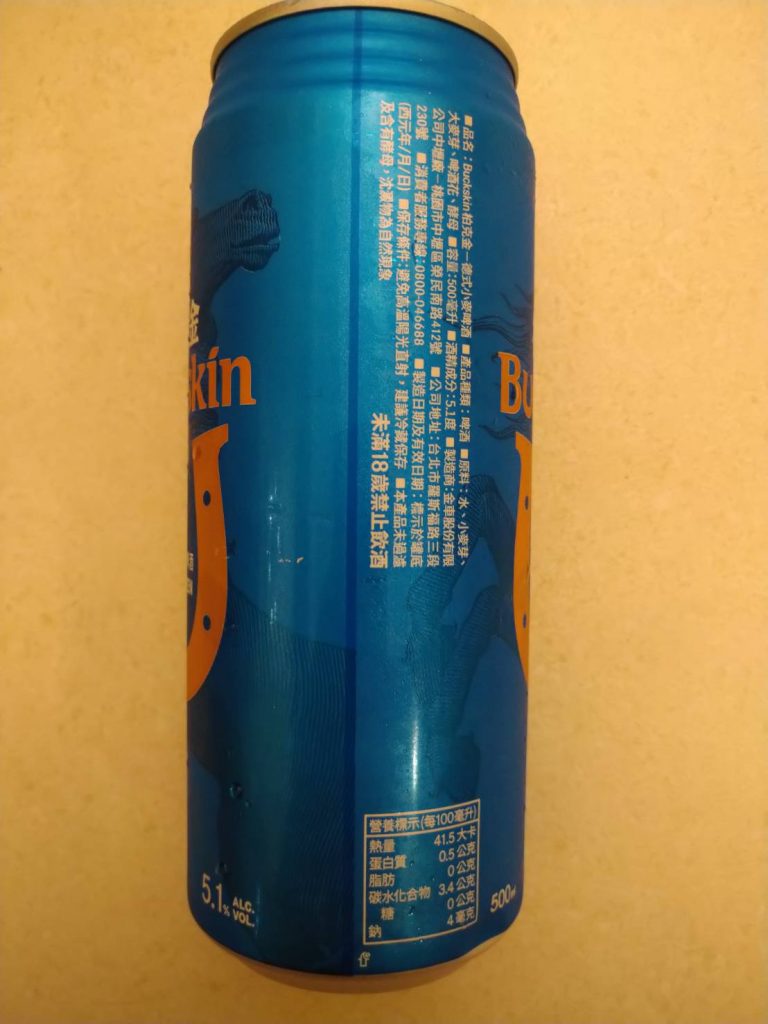 ■品名：Buckskin柏克金－德式小麥啤酒 ■產品種類：啤酒 ■原料：水、小麥芽、
大麥芽、啤酒花、酵母 ■容量：500毫升 ■酒精成分：5.1度 ■製造商：金車股份有限
公司中壢廠－桃園市中壢區榮民南路412號 ■公司地址：台北市羅斯福路三段
230號 ■消費者服務專線：0800-046688 ■製造日期及有效日期：標示於罐底
(西元年/月/日) ■保存條件：避免高溫陽光直射，建議冷藏保存 ■本產品未過濾
及含有酵母，沈澱物為自然現象
未滿18歲禁止飲酒
金
skin
Bu
營養標示(每100毫升)
熱量 41.5大卡
蛋白質 0.5公克
脂肪 0公克
碳水化合物 3.4公克
糖 0公克
鈉 4毫克
5.1% ALC. VOL.
500ml